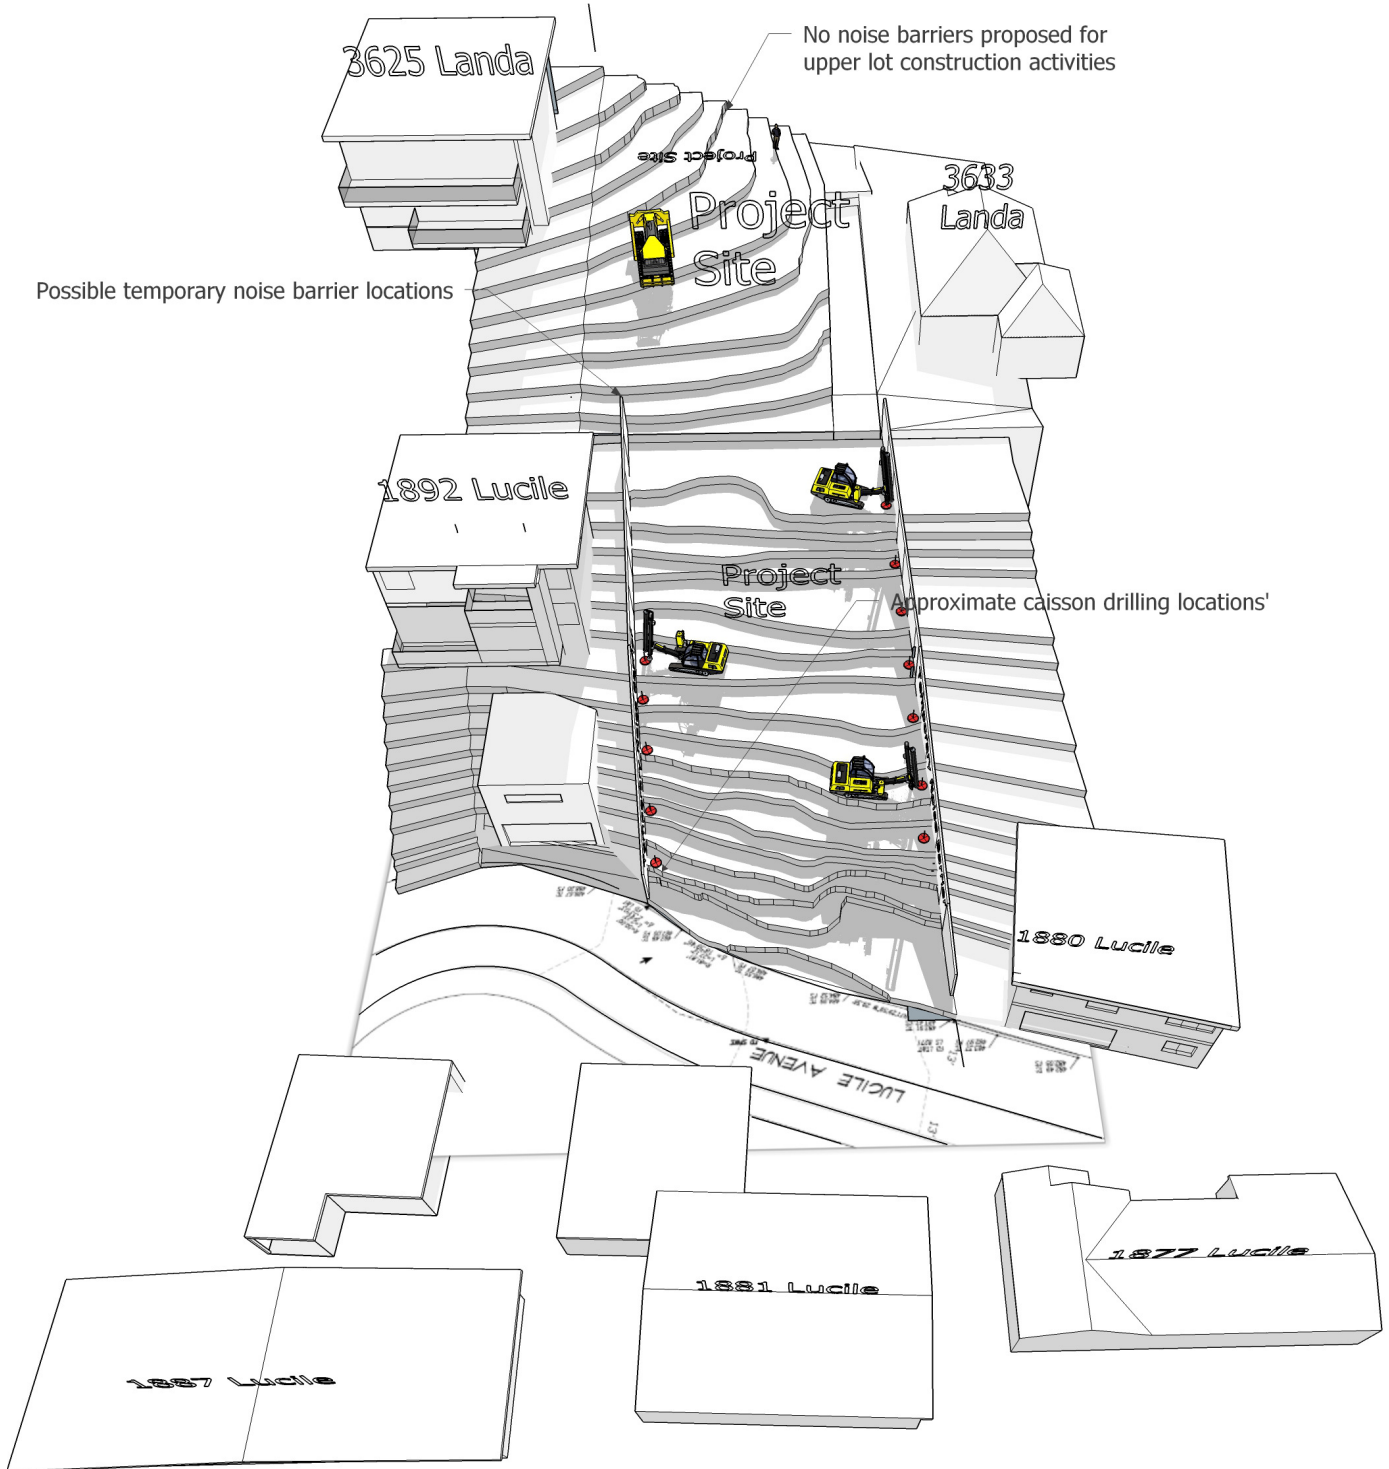 No noise barriers proposed for
upper lot construction activities
3625 Landa
Project Site
3633
Landa
Project
Site
Possible temporary noise barrier locations
1892 Lucile
Project
Site
Approximate caisson drilling locations'
1880 Lucile
LUCILE AVENUE
13'
13'
1877 Lucile
1881 Lucile
1887 Lucile